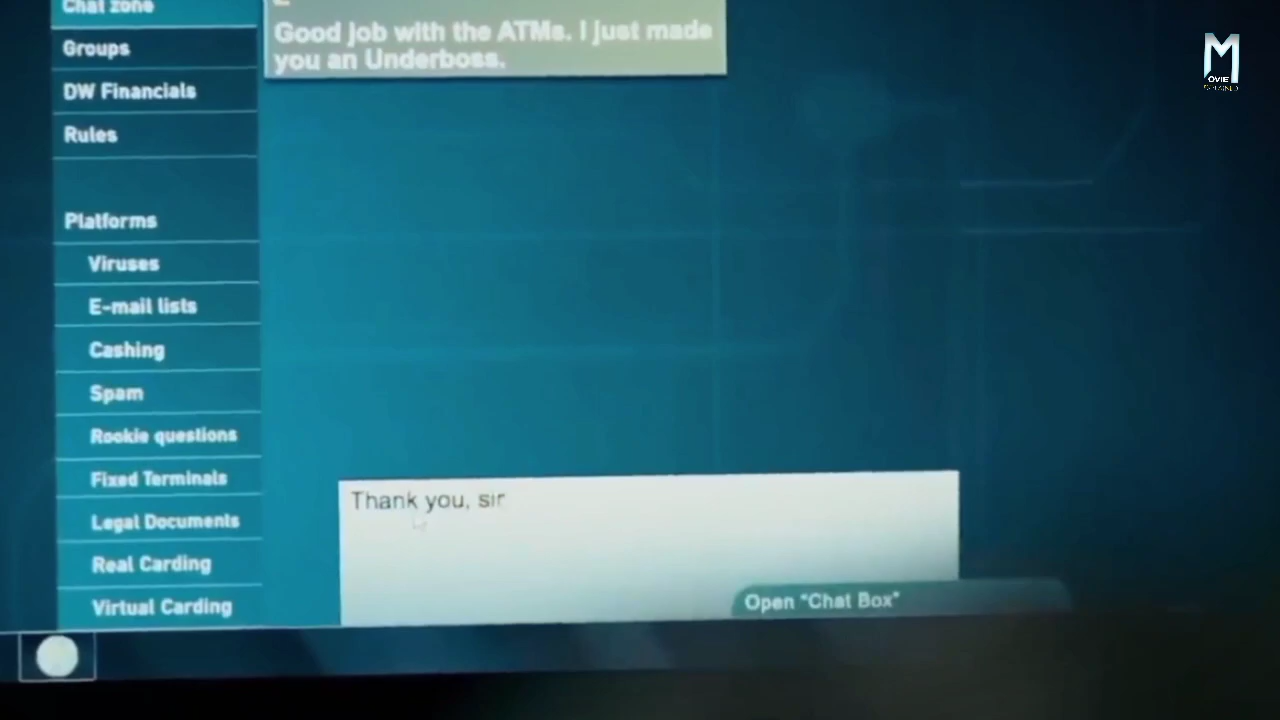 Chat zone
Groups
DW Financials
Rules
Platforms
Viruses
E-mail lists
Cashing
Spam
Rookie questions
Fixed Terminals
Legal Documents
Real Carding
Virtual Carding
Good job with the ATMs. I just made
you an Underboss.
Thank you, sir
Open "Chat Box"
M
OVIE